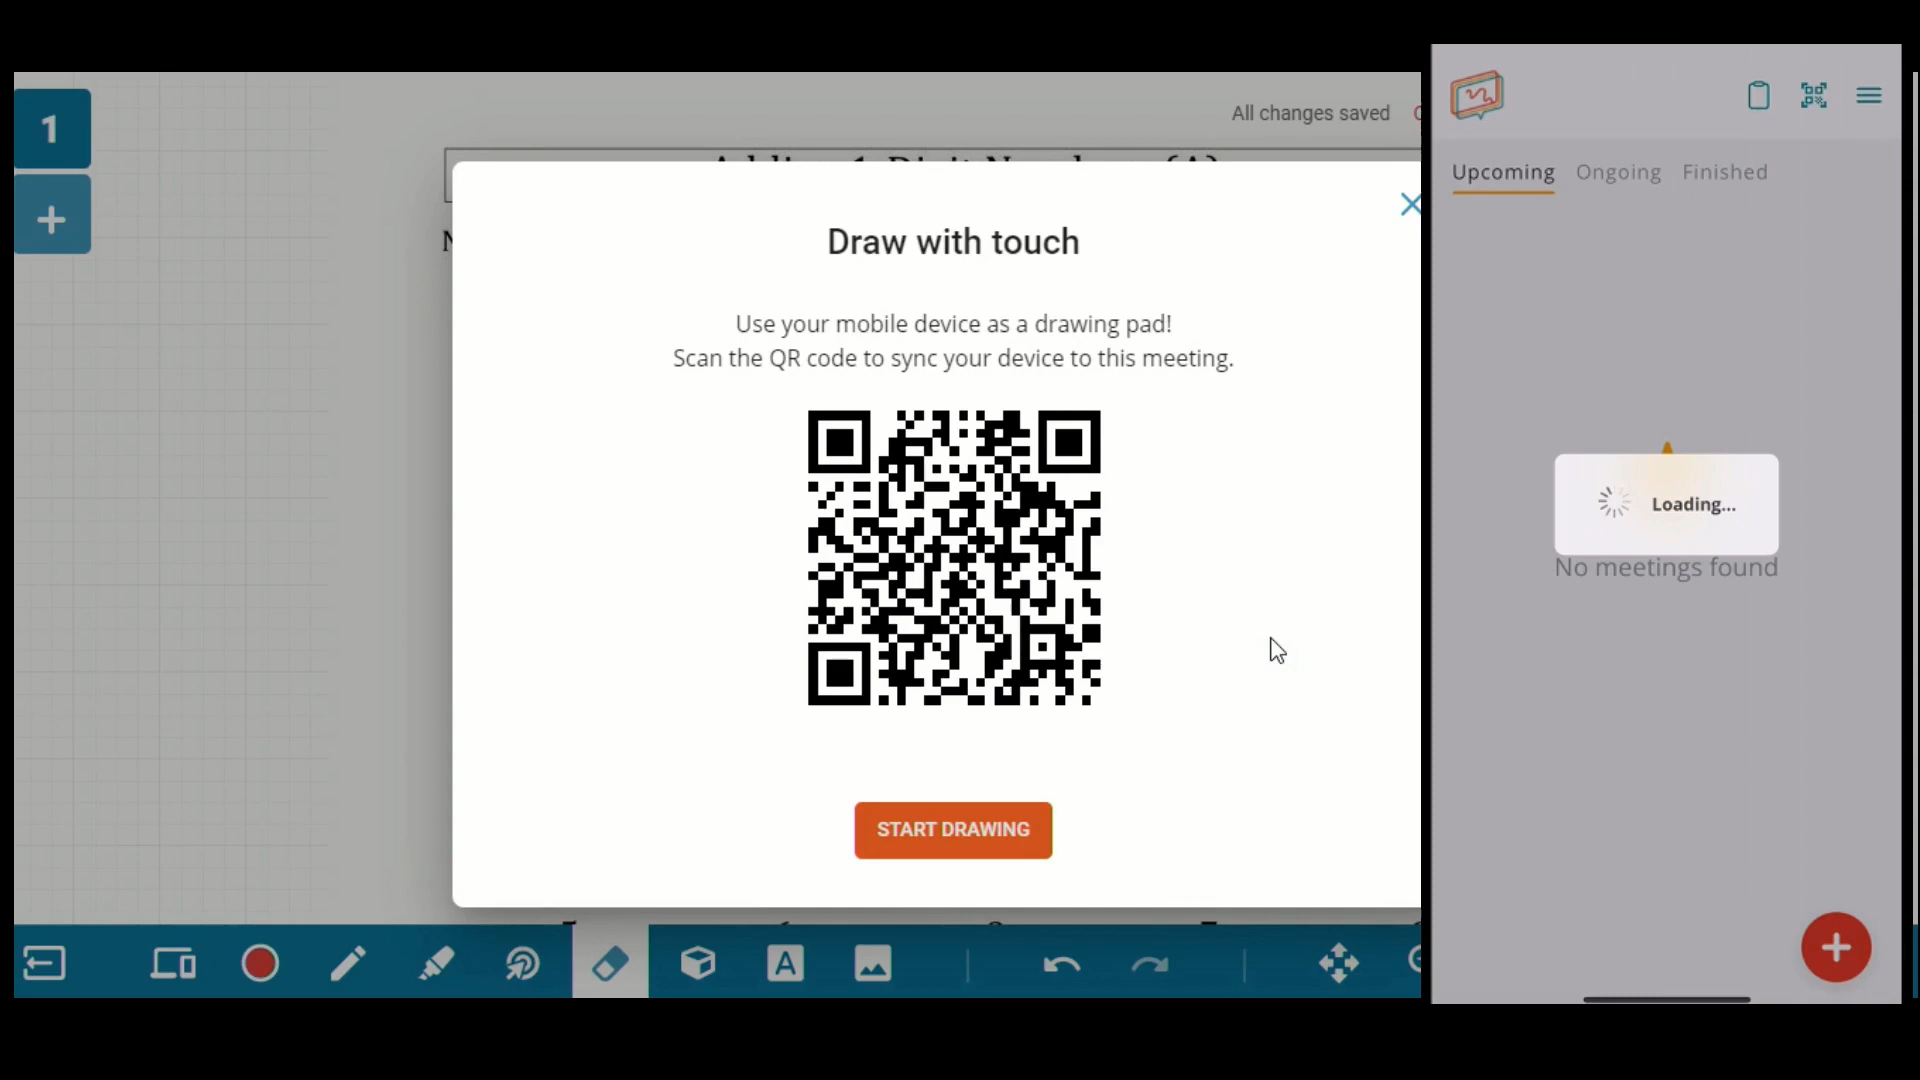 1
All changes saved
Draw with touch
Use your mobile device as a drawing pad!
Scan the QR code to sync your device to this meeting.
START DRAWING
A
Upcoming Ongoing Finished
Loading...
No meetings found